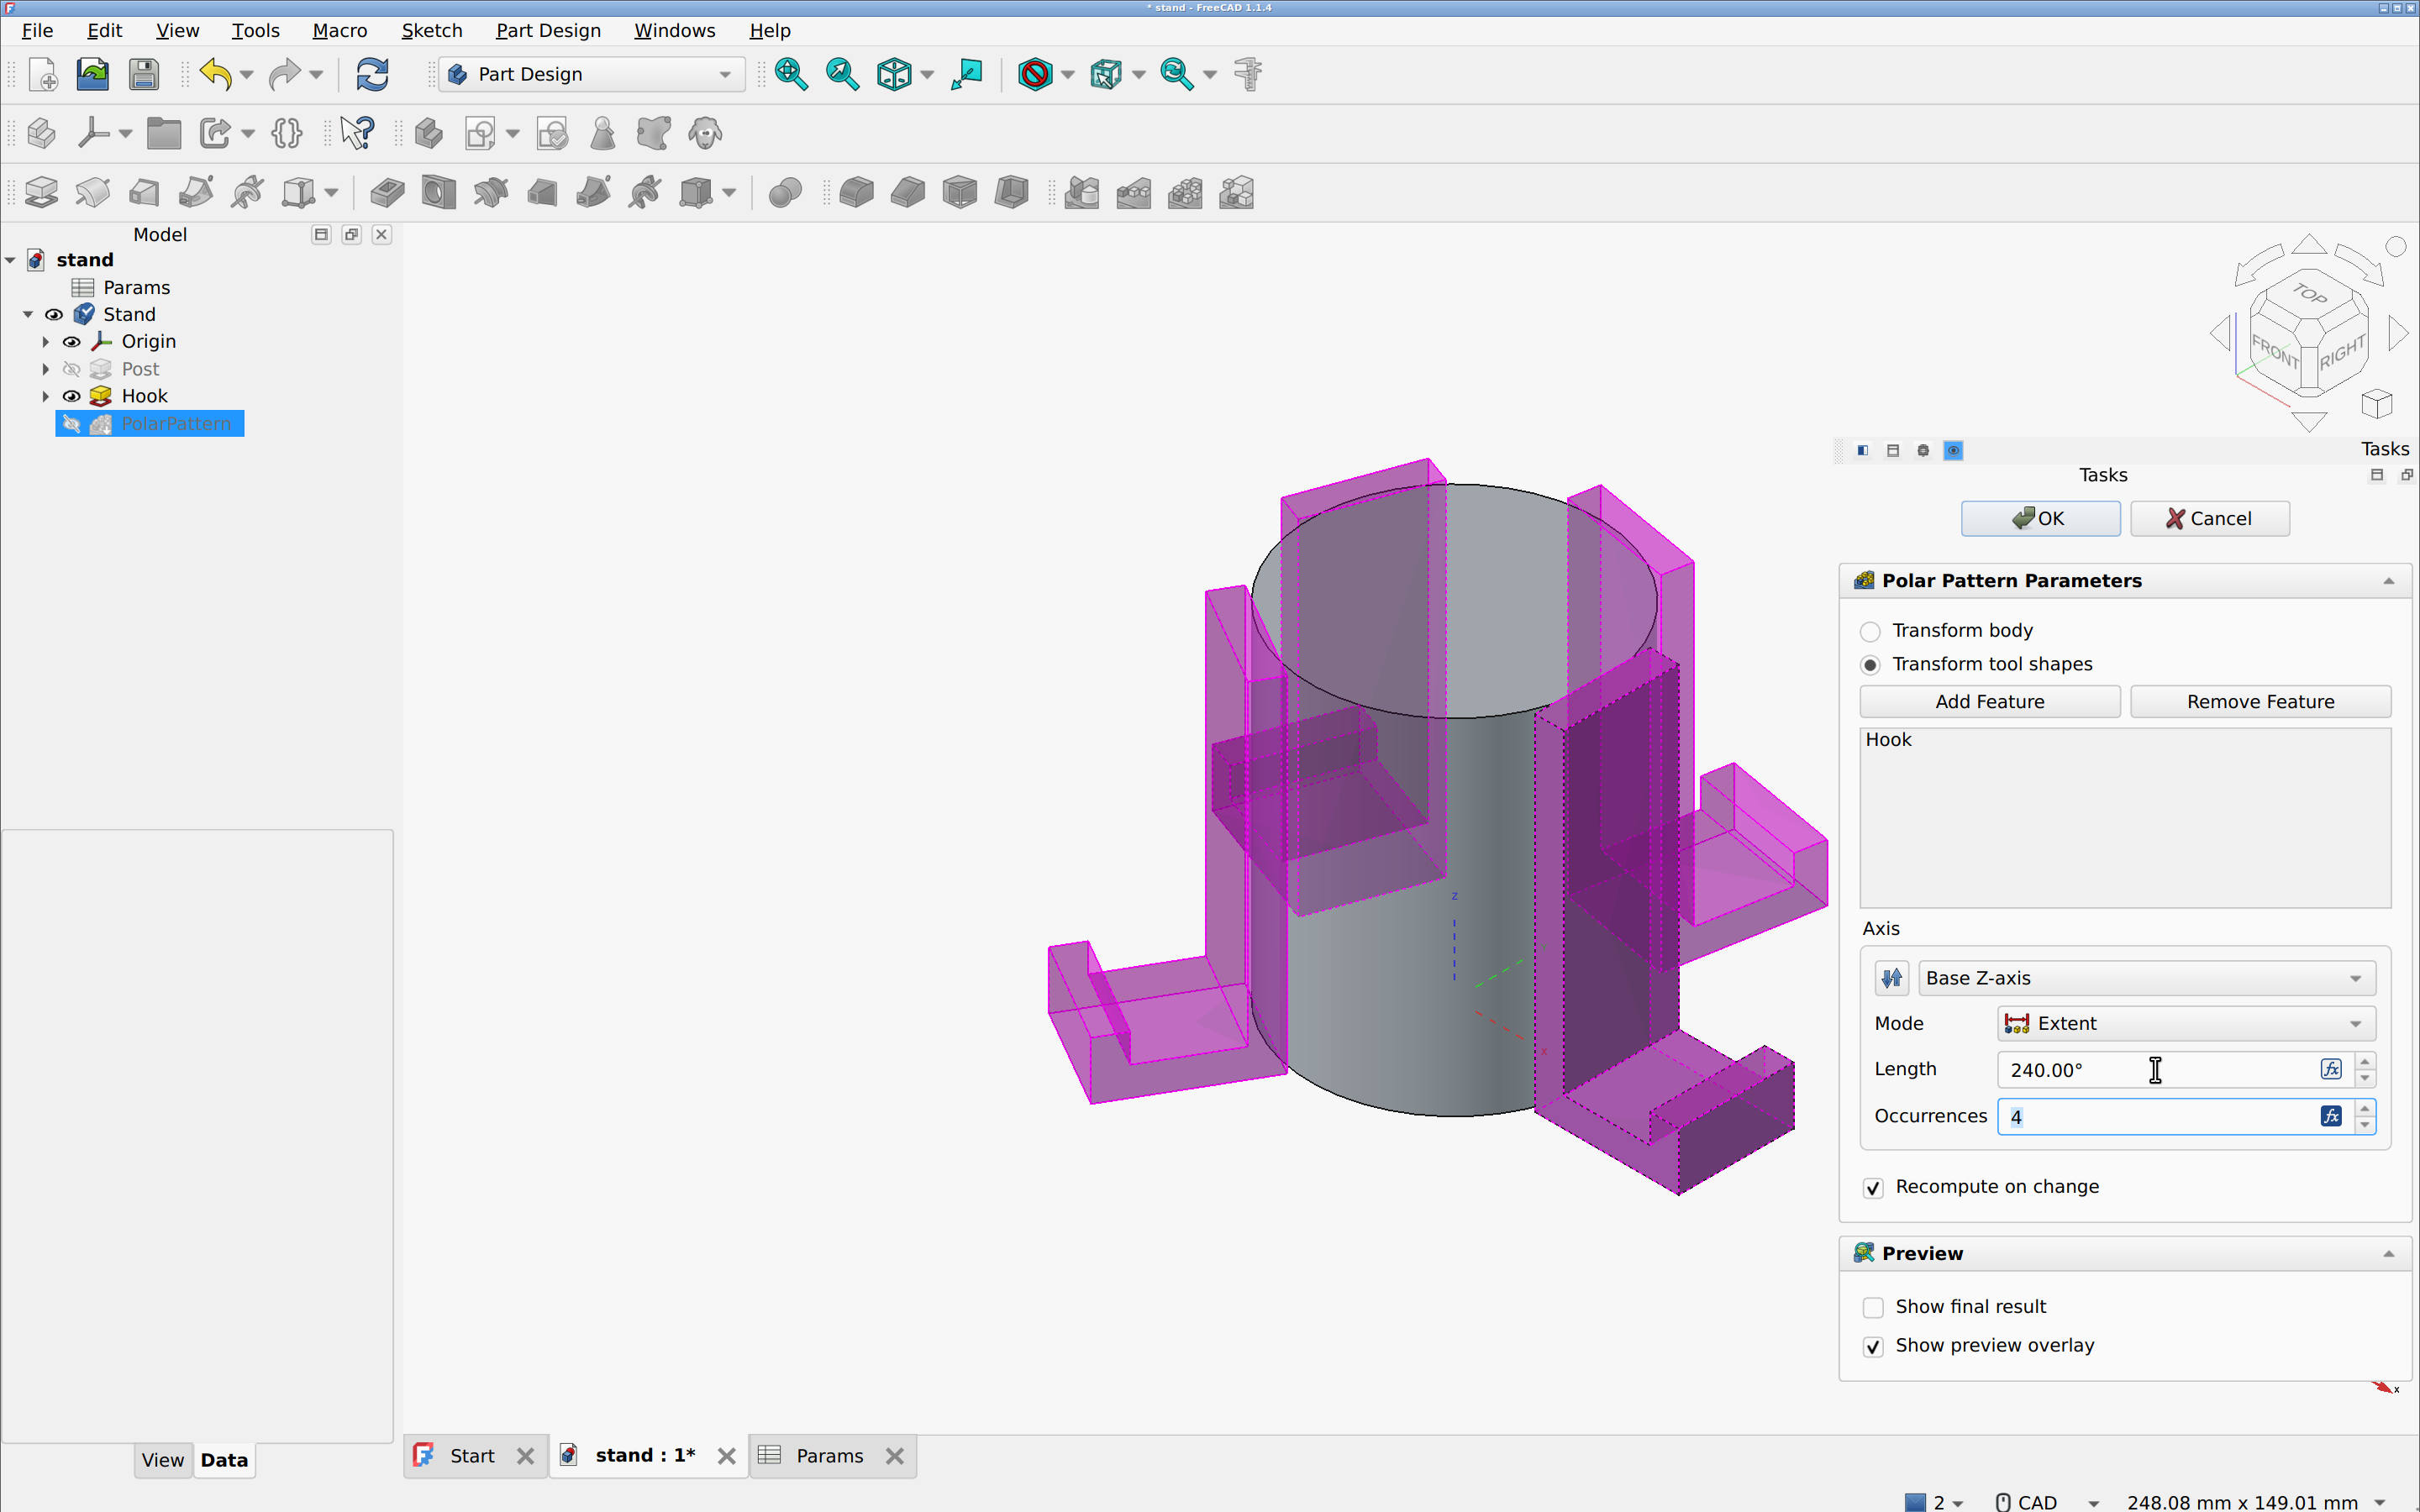 * stand - FreeCAD 1.1.4
File Edit View Tools Macro Sketch Part Design Windows Help
Part Design
Model
stand
Params
Stand
Origin
Post
Hook
PolarPattern
TOP
FRONT
RIGHT
z
x
Tasks
Tasks
OK
Cancel
Polar Pattern Parameters
Transform body
Transform tool shapes
Add Feature
Remove Feature
Hook
Axis
Base Z-axis
Mode
Extent
Length
240.00°
fx
Occurrences
4
fx
Recompute on change
Preview
Show final result
Show preview overlay
x
View
Data
Start
stand : 1*
Params
2
CAD
248.08 mm x 149.01 mm